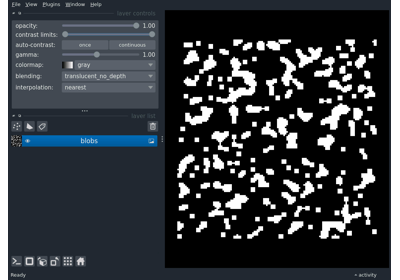 File View Plugins Window Help
layer controls
opacity: 1.00
contrast limits:
auto-contrast: once continuous
gamma: 1.00
colormap: gray
blending: translucent_no_depth
interpolation: nearest
layer list
blobs
Ready
activity